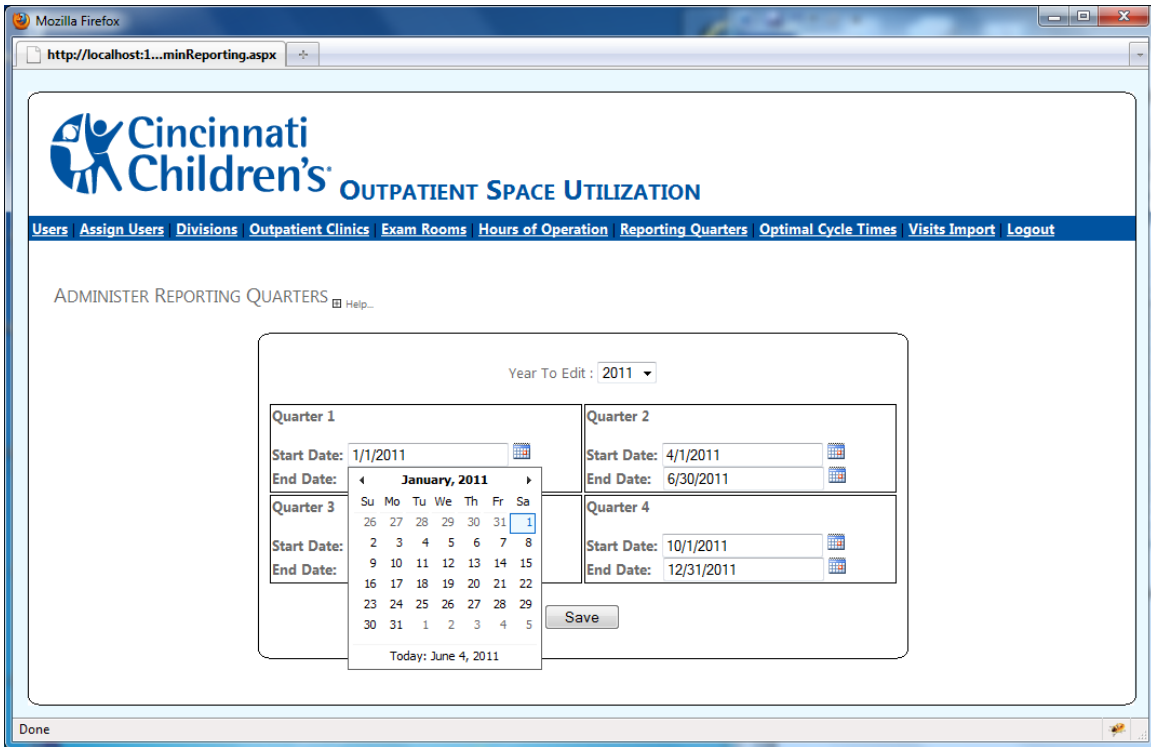 Mozilla Firefox
http://localhost:1...minReporting.aspx
Cincinnati
Children's
OUTPATIENT SPACE UTILIZATION
Users | Assign Users | Divisions | Outpatient Clinics | Exam Rooms | Hours of Operation | Reporting Quarters | Optimal Cycle Times | Visits Import | Logout
ADMINISTER REPORTING QUARTERS Help...
Year To Edit : 2011
Quarter 1
Start Date: 1/1/2011
End Date:
Quarter 2
Start Date: 4/1/2011
End Date: 6/30/2011
January, 2011
Su Mo Tu We Th Fr Sa
26 27 28 29 30 31 1
2 3 4 5 6 7 8
9 10 11 12 13 14 15
16 17 18 19 20 21 22
23 24 25 26 27 28 29
30 31 1 2 3 4 5
Today: June 4, 2011
Quarter 3
Start Date:
End Date:
Quarter 4
Start Date: 10/1/2011
End Date: 12/31/2011
Save
Done